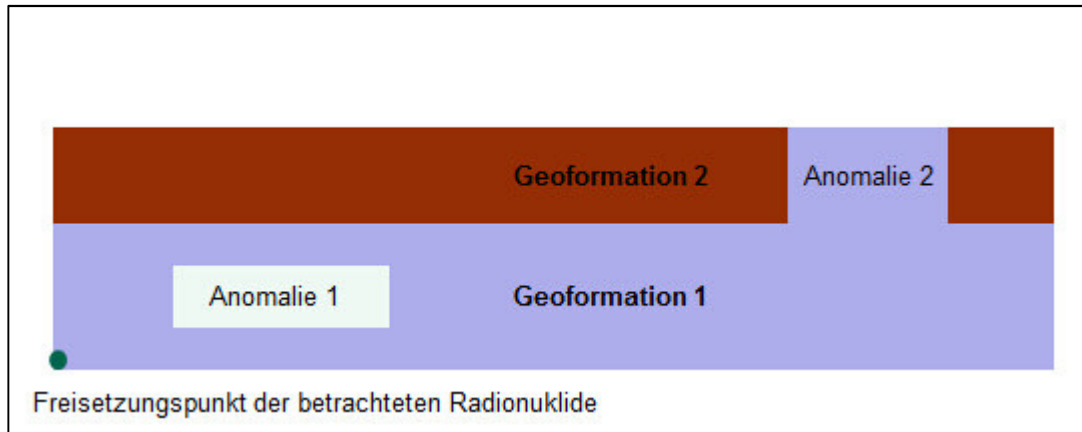 Geoformation 2
Anomalie 2
Anomalie 1
Geoformation 1
Freisetzungspunkt der betrachteten Radionuklide